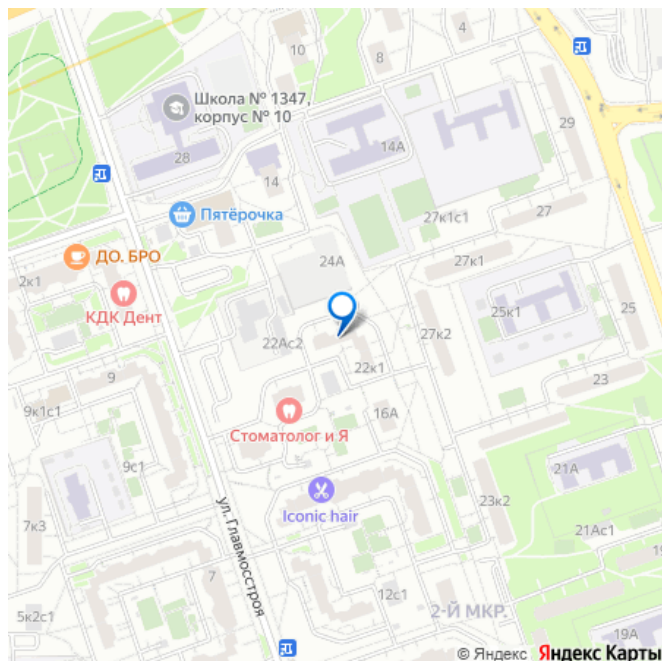 4
10
8
Школа № 1347,
корпус № 10
29
14А
28
14
Пятёрочка
27к1с1
27
ДО. БРО
24А
27к1
2к1
КДК Дент
25к1
25
22Ас2
27к2
22к1
9
23
9к1с1
16А
Стоматолог и Я
9с1
21А
Iconic hair
23к2
ул. Главмосстроя
7к3
21Ас1
19
7
12с1
2-Й МКР.
5к2с1
19А
© Яндекс Яндекс Карты